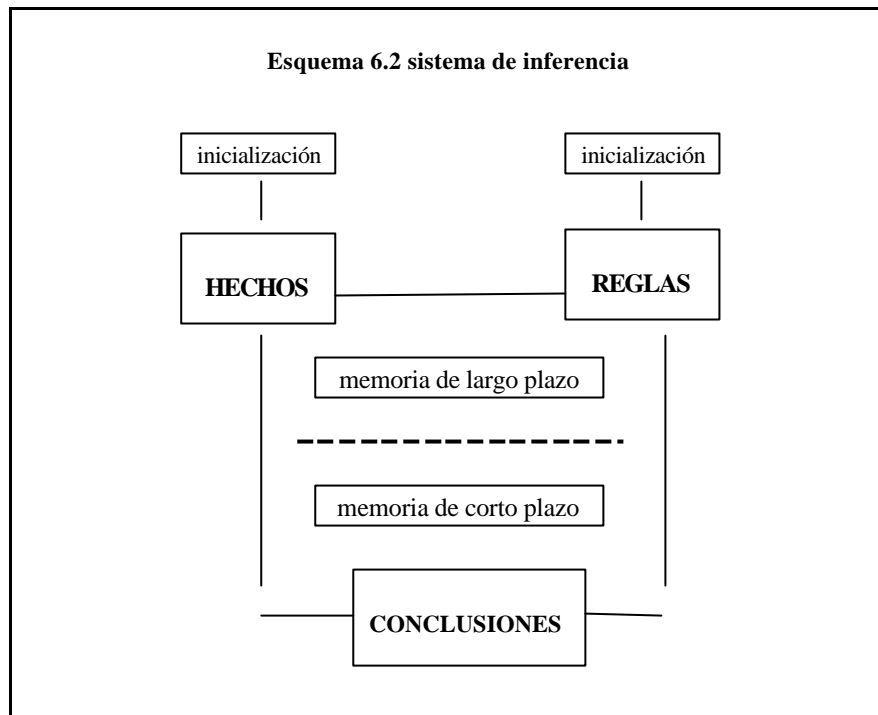 Esquema 6.2 sistema de inferencia
inicialización
inicialización
HECHOS
REGLAS
memoria de largo plazo
memoria de corto plazo
CONCLUSIONES